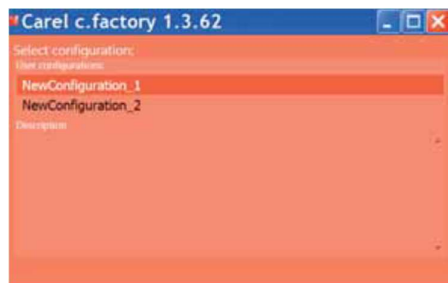 Carel c.factory 1.3.62
Select configuration:
User configurations:
NewConfiguration_1
NewConfiguration_2
Description